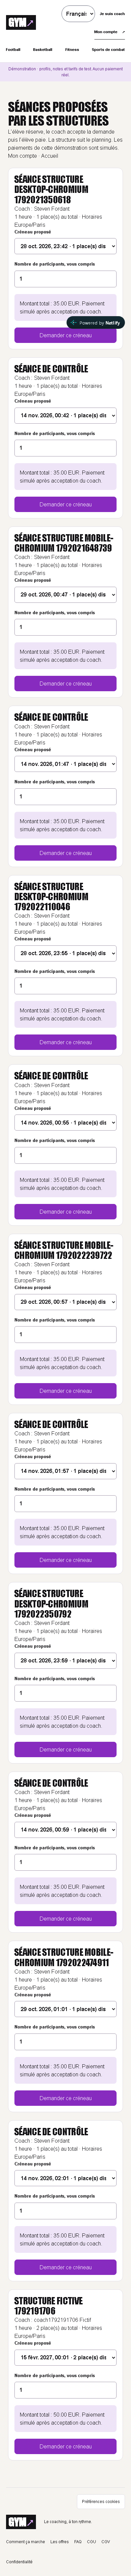 GYM↗
Français
Je suis coach
Mon compte ↗
Football
Basketball
Fitness
Sports de combat
Démonstration : profils, notes et tarifs de test. Aucun paiement
réel.
SÉANCES PROPOSÉES
PAR LES STRUCTURES
L'élève réserve, le coach accepte la demande,
puis l'élève paie. La structure suit le planning. Les
paiements de cette démo sont encore simulés.
Mon compte · Accueil
SÉANCE STRUCTURE
DESKTOP-CHROMIUM
1792021350618
Coach : Steven Fordant
1 heure · 1 place(s) au total · Horaires
Europe/Paris
Créneau proposé
28 oct. 2026, 23:42 · 1 place(s) dis
Nombre de participants, vous compris
1
Montant total : 35.00 EUR. Paiement
simulé après acceptation du coach.
Powered by Netlify
Demander ce créneau
SÉANCE DE CONTRÔLE
Coach : Steven Fordant
1 heure · 1 place(s) au total · Horaires
Europe/Paris
Créneau proposé
14 nov. 2026, 00:42 · 1 place(s) dis
Nombre de participants, vous compris
1
Montant total : 35.00 EUR. Paiement
simulé après acceptation du coach.
Demander ce créneau
SÉANCE STRUCTURE MOBILE-
CHROMIUM 1792021648739
Coach : Steven Fordant
1 heure · 1 place(s) au total · Horaires
Europe/Paris
Créneau proposé
29 oct. 2026, 00:47 · 1 place(s) dis
Nombre de participants, vous compris
1
Montant total : 35.00 EUR. Paiement
simulé après acceptation du coach.
Demander ce créneau
SÉANCE DE CONTRÔLE
Coach : Steven Fordant
1 heure · 1 place(s) au total · Horaires
Europe/Paris
Créneau proposé
14 nov. 2026, 01:47 · 1 place(s) dis
Nombre de participants, vous compris
1
Montant total : 35.00 EUR. Paiement
simulé après acceptation du coach.
Demander ce créneau
SÉANCE STRUCTURE
DESKTOP-CHROMIUM
1792022110046
Coach : Steven Fordant
1 heure · 1 place(s) au total · Horaires
Europe/Paris
Créneau proposé
28 oct. 2026, 23:55 · 1 place(s) dis
Nombre de participants, vous compris
1
Montant total : 35.00 EUR. Paiement
simulé après acceptation du coach.
Demander ce créneau
SÉANCE DE CONTRÔLE
Coach : Steven Fordant
1 heure · 1 place(s) au total · Horaires
Europe/Paris
Créneau proposé
14 nov. 2026, 00:55 · 1 place(s) dis
Nombre de participants, vous compris
1
Montant total : 35.00 EUR. Paiement
simulé après acceptation du coach.
Demander ce créneau
SÉANCE STRUCTURE MOBILE-
CHROMIUM 1792022239722
Coach : Steven Fordant
1 heure · 1 place(s) au total · Horaires
Europe/Paris
Créneau proposé
29 oct. 2026, 00:57 · 1 place(s) dis
Nombre de participants, vous compris
1
Montant total : 35.00 EUR. Paiement
simulé après acceptation du coach.
Demander ce créneau
SÉANCE DE CONTRÔLE
Coach : Steven Fordant
1 heure · 1 place(s) au total · Horaires
Europe/Paris
Créneau proposé
14 nov. 2026, 01:57 · 1 place(s) dis
Nombre de participants, vous compris
1
Montant total : 35.00 EUR. Paiement
simulé après acceptation du coach.
Demander ce créneau
SÉANCE STRUCTURE
DESKTOP-CHROMIUM
1792022350792
Coach : Steven Fordant
1 heure · 1 place(s) au total · Horaires
Europe/Paris
Créneau proposé
28 oct. 2026, 23:59 · 1 place(s) dis
Nombre de participants, vous compris
1
Montant total : 35.00 EUR. Paiement
simulé après acceptation du coach.
Demander ce créneau
SÉANCE DE CONTRÔLE
Coach : Steven Fordant
1 heure · 1 place(s) au total · Horaires
Europe/Paris
Créneau proposé
14 nov. 2026, 00:59 · 1 place(s) dis
Nombre de participants, vous compris
1
Montant total : 35.00 EUR. Paiement
simulé après acceptation du coach.
Demander ce créneau
SÉANCE STRUCTURE MOBILE-
CHROMIUM 1792022474911
Coach : Steven Fordant
1 heure · 1 place(s) au total · Horaires
Europe/Paris
Créneau proposé
29 oct. 2026, 01:01 · 1 place(s) dis
Nombre de participants, vous compris
1
Montant total : 35.00 EUR. Paiement
simulé après acceptation du coach.
Demander ce créneau
SÉANCE DE CONTRÔLE
Coach : Steven Fordant
1 heure · 1 place(s) au total · Horaires
Europe/Paris
Créneau proposé
14 nov. 2026, 02:01 · 1 place(s) dis
Nombre de participants, vous compris
1
Montant total : 35.00 EUR. Paiement
simulé après acceptation du coach.
Demander ce créneau
STRUCTURE FICTIVE
1792191706
Coach : coach1792191706 Fictif
1 heure · 2 place(s) au total · Horaires
Europe/Paris
Créneau proposé
15 févr. 2027, 00:01 · 2 place(s) dis
Nombre de participants, vous compris
1
Montant total : 50.00 EUR. Paiement
simulé après acceptation du coach.
Demander ce créneau
Préférences cookies
GYM↗
Le coaching, à ton rythme.
Comment ça marche
Les offres
FAQ
CGU
CGV
Confidentialité